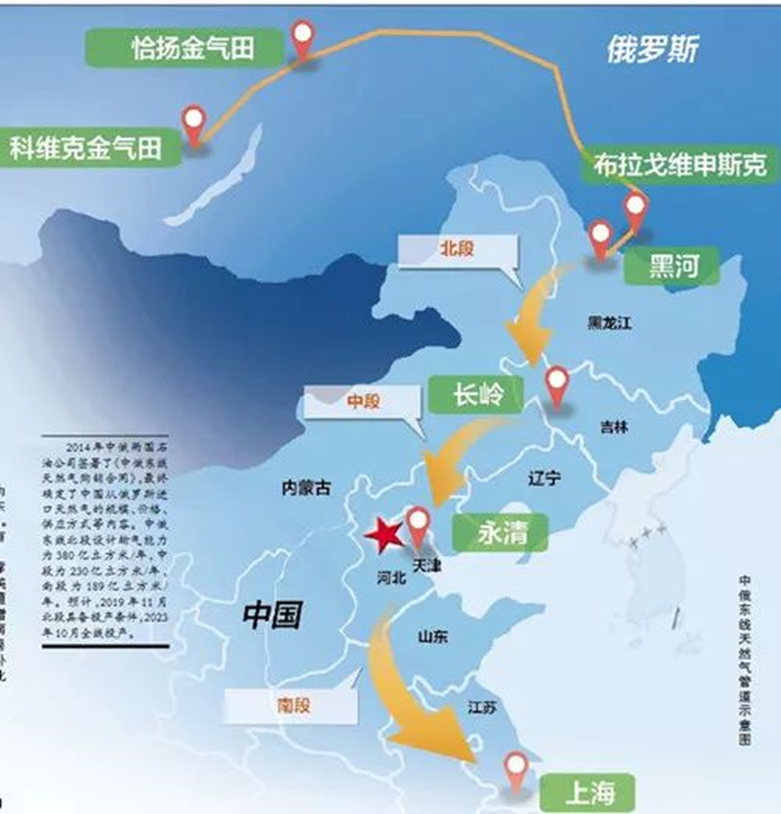 恰扬金气田
俄罗斯
科维克金气田
布拉戈维申斯克
北段
黑河
黑龙江
中段
长岭
吉林
辽宁
内蒙古
永清
天津
河北
中国
山东
南段
江苏
上海
2014年中俄两国石
油公司签署了《中俄东线
天然气购销合同》,最终
确定了中国从俄罗斯进
口天然气的规模、价格、
供应方式等内容。中俄
东线北段设计输气能力
为380亿立方米/年,中
段为230亿立方米/年,
南段为189亿立方米/
年。预计,2019年11月
北段具备投产条件,2023
年10月全线投产。
中俄东线天然气管道示意图